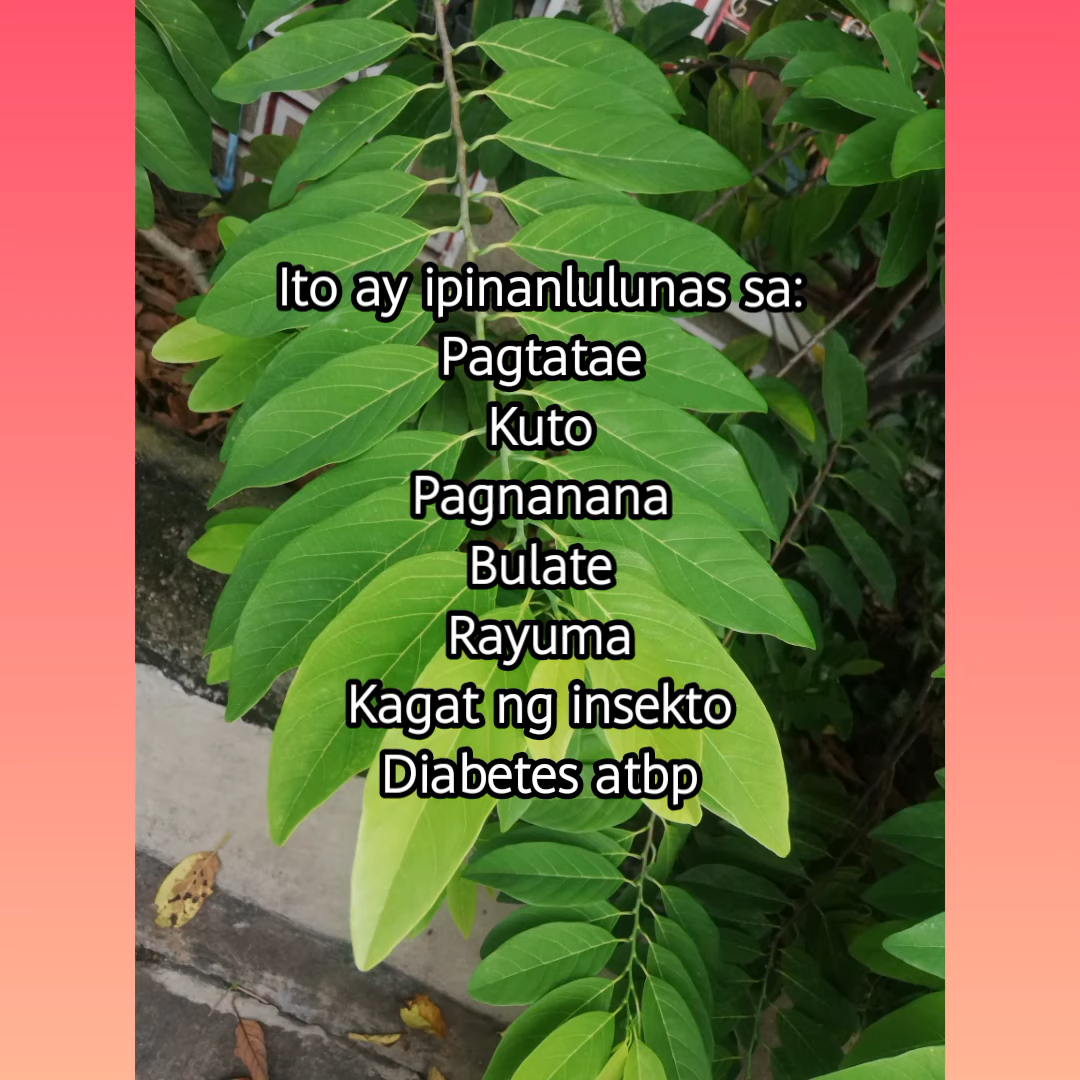 Ito ay ipinanlulunas sa:
Pagtatae
Kuto
Pagnanana
Bulate
Rayuma
Kagat ng insekto
Diabetes atbp